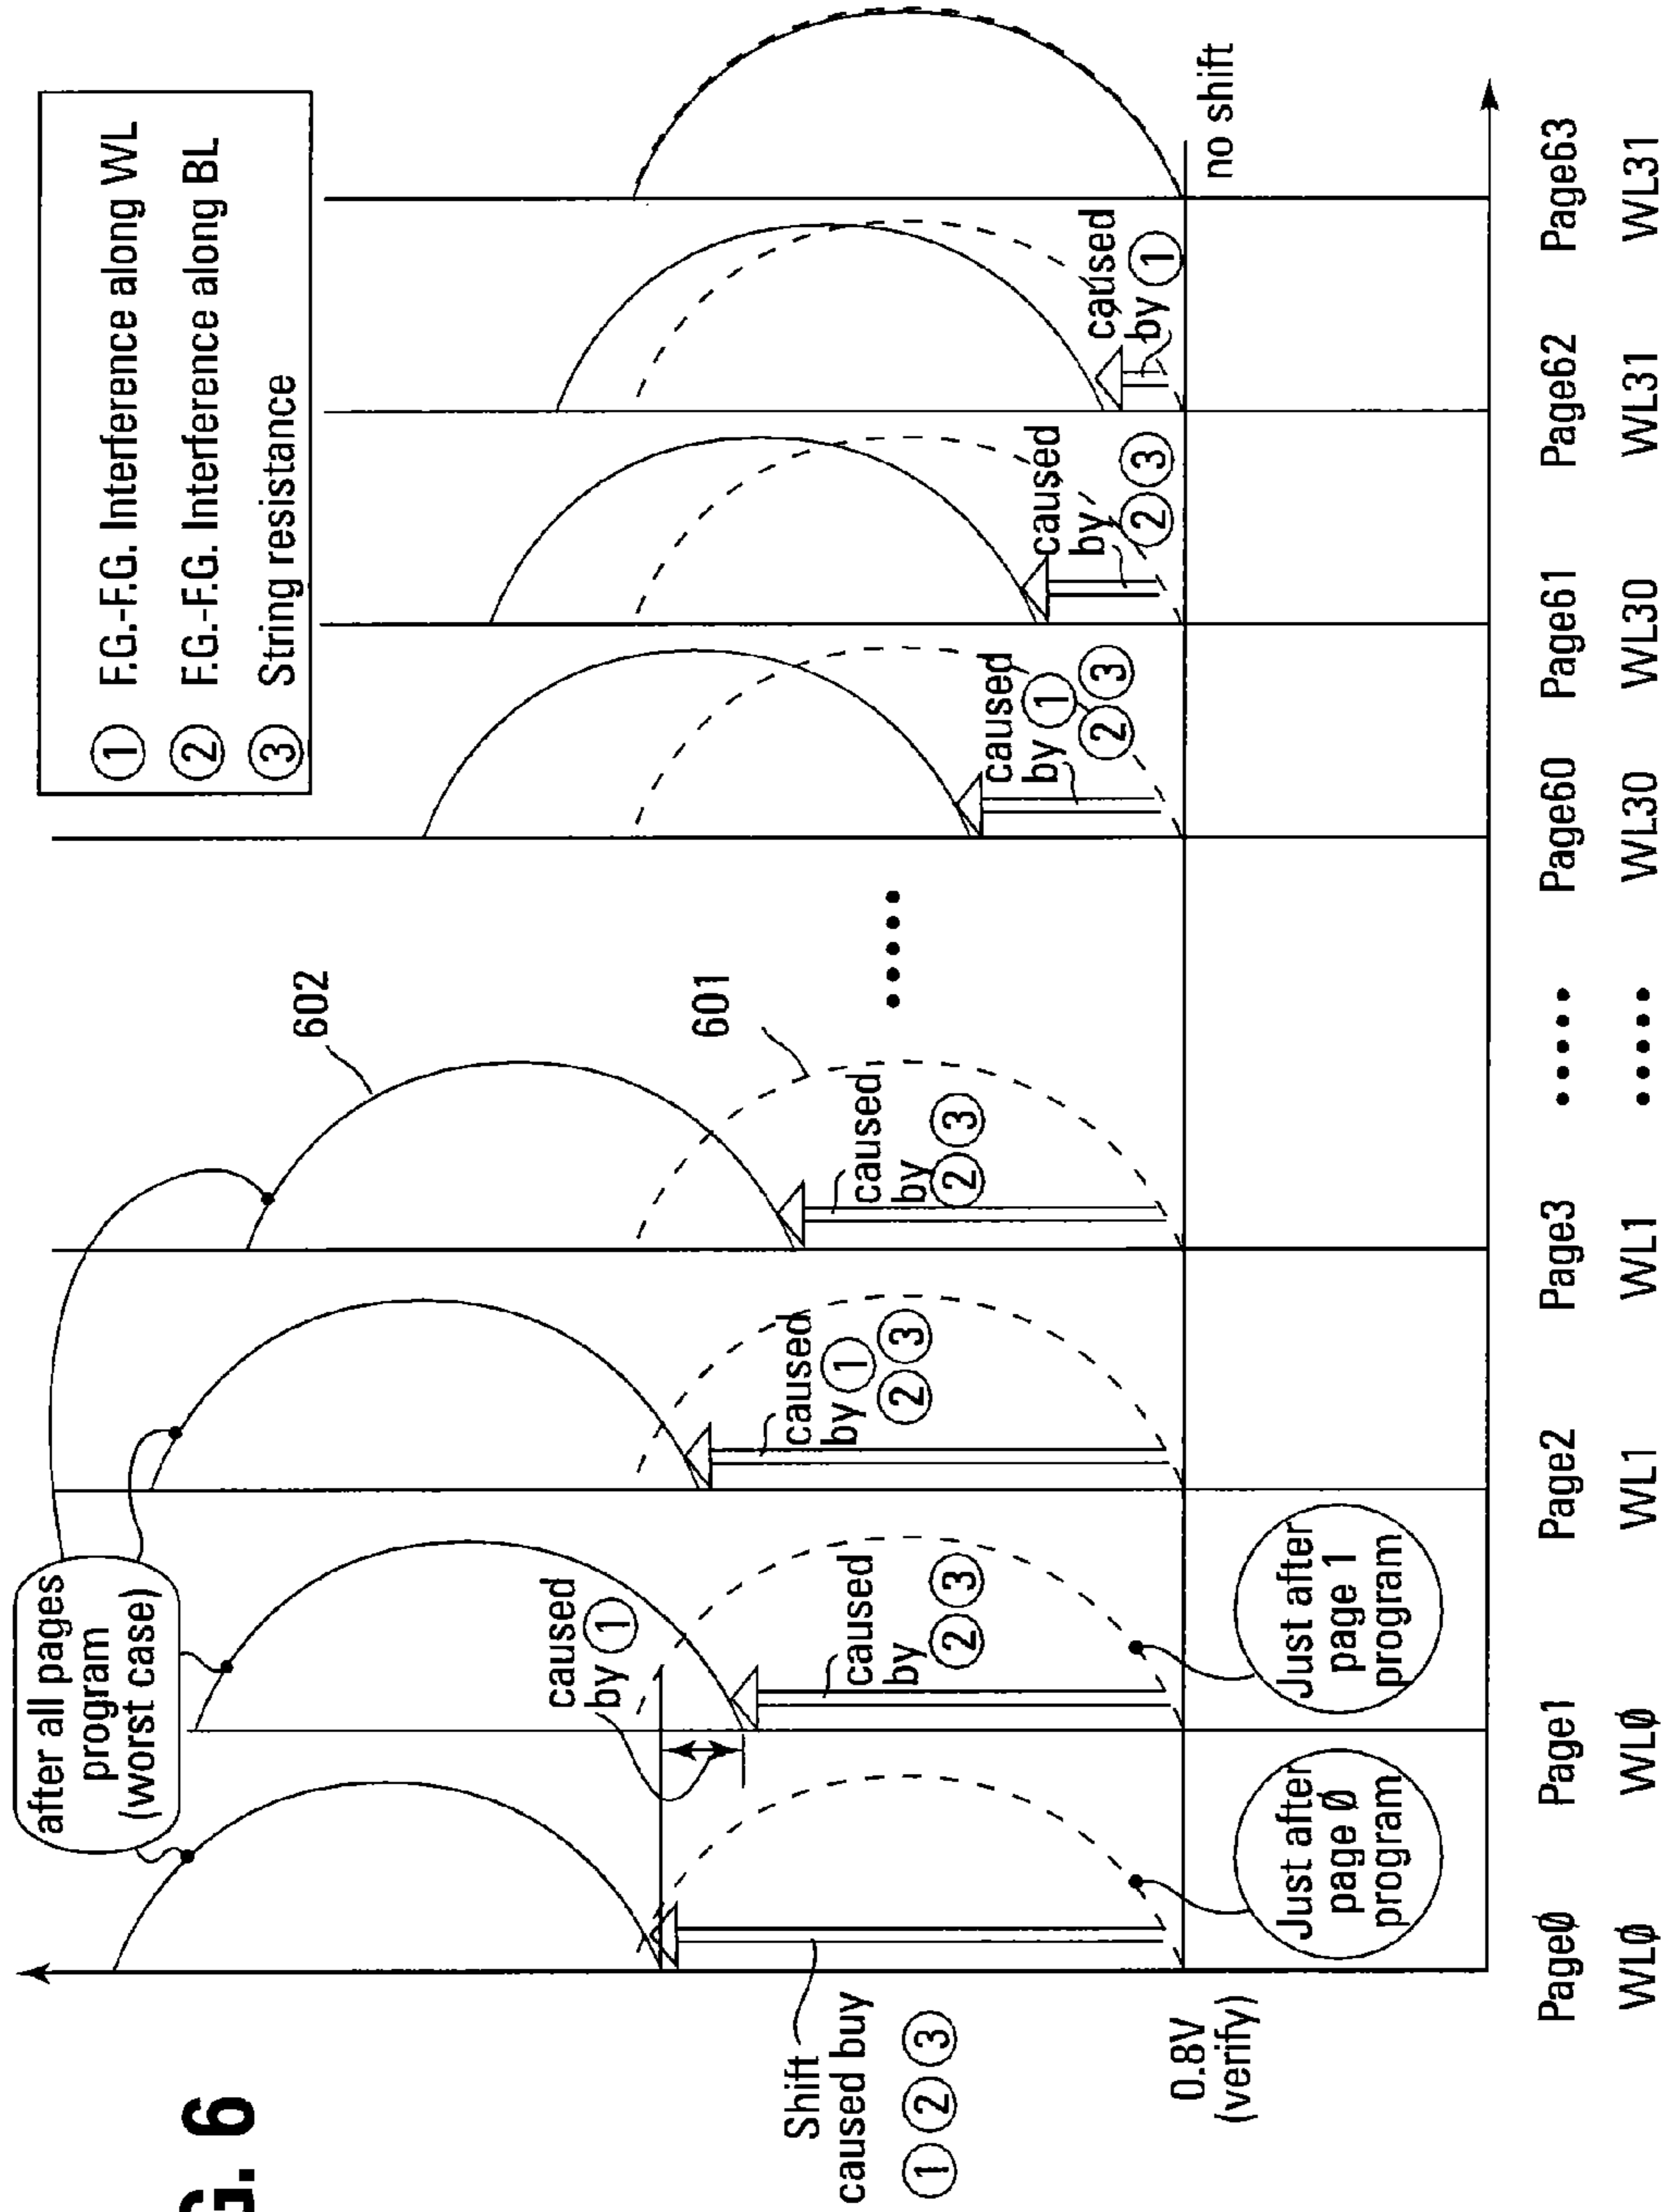 G. 6
① F.G.-F.G. Interference along WL
② F.G.-F.G. Interference along BL
③ String resistance
after all pages
program
(worst case)
602
601
Shift
caused buy
① ② ③
caused
by ①
caused
by
② ③
caused
by ①
② ③
caused
by
② ③
•••••
caused
by ①
② ③
caused
by
② ③
caused
by ①
no shift
0.8V
(verify)
Just after
page Ø
program
Just after
page 1
program
PageØ Page1 Page2 Page3 ••••• Page60 Page61 Page62 Page63
WLØ WLØ WL1 WL1 ••••• WL30 WL30 WL31 WL31